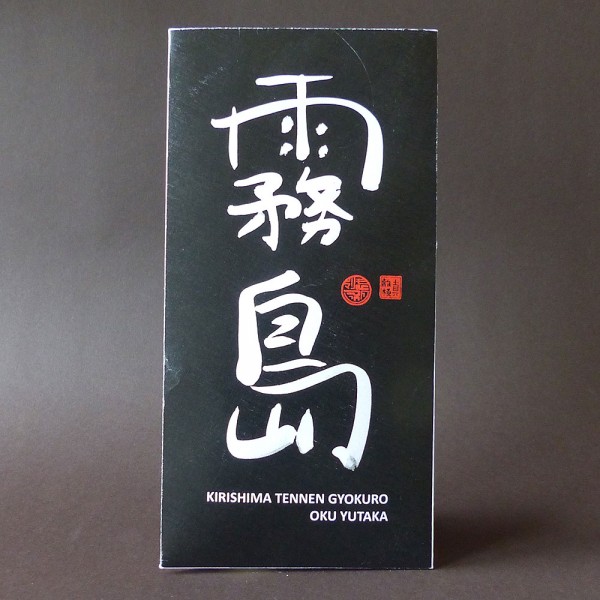 霧
島
KIRISHIMA TENNEN GYOKURO
OKU YUTAKA